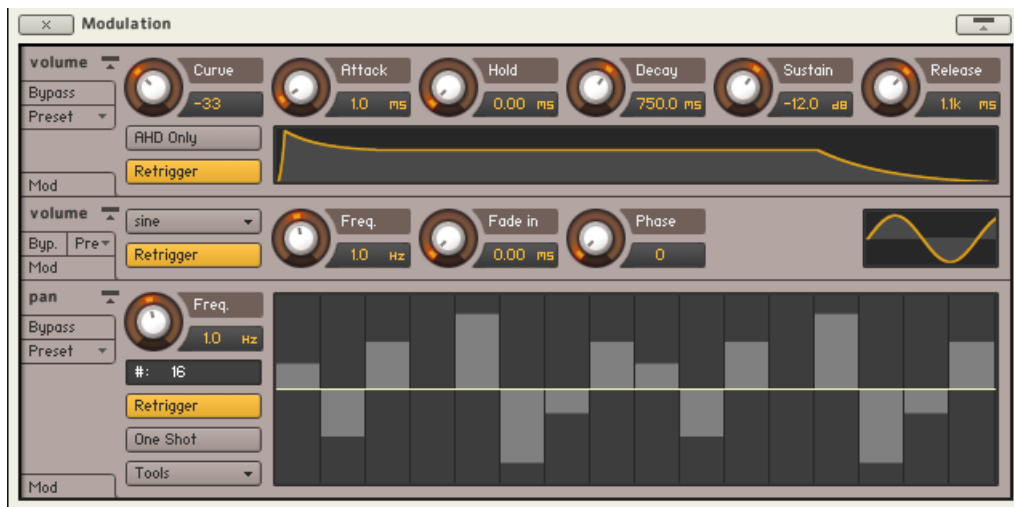 × Modulation
volume Curve Attack Hold Decay Sustain Release
Bypass -33 1.0 ms 0.00 ms 750.0 ms -12.0 dB 1.1k ms
Preset
AHD Only
Retrigger
Mod
volume sine Freq. Fade in Phase
Byp. Pre Retrigger 1.0 Hz 0.00 ms 0
Mod
pan Freq.
Bypass 1.0 Hz
Preset
#: 16
Retrigger
One Shot
Tools
Mod